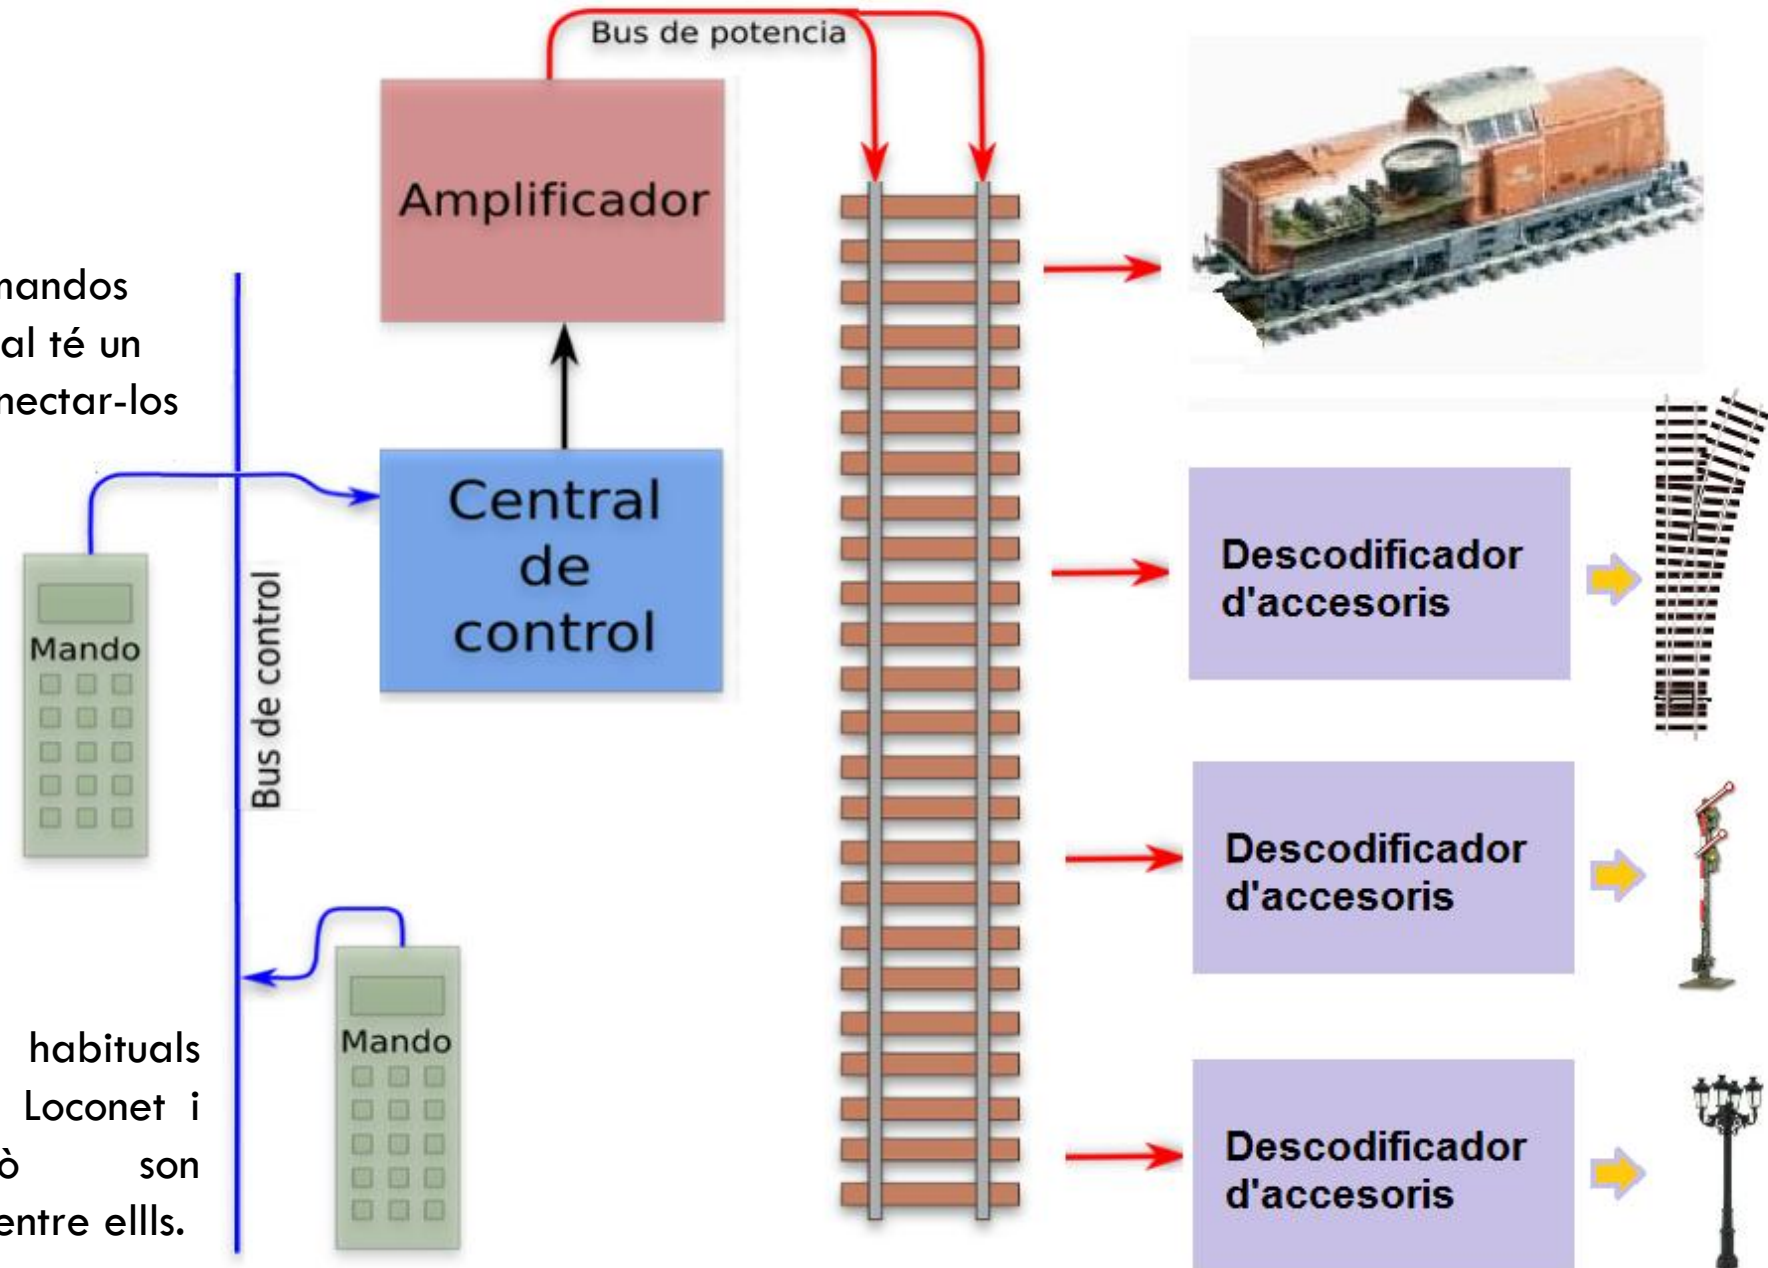 Bus de potencia
Amplificador
mandos
al té un
nectar-los
Central
de
control
Mando
Bus de control
Descodificador
d'accesoris
Descodificador
d'accesoris
Mando
habituals
Loconet i
ò son
entre ellls.
Descodificador
d'accesoris